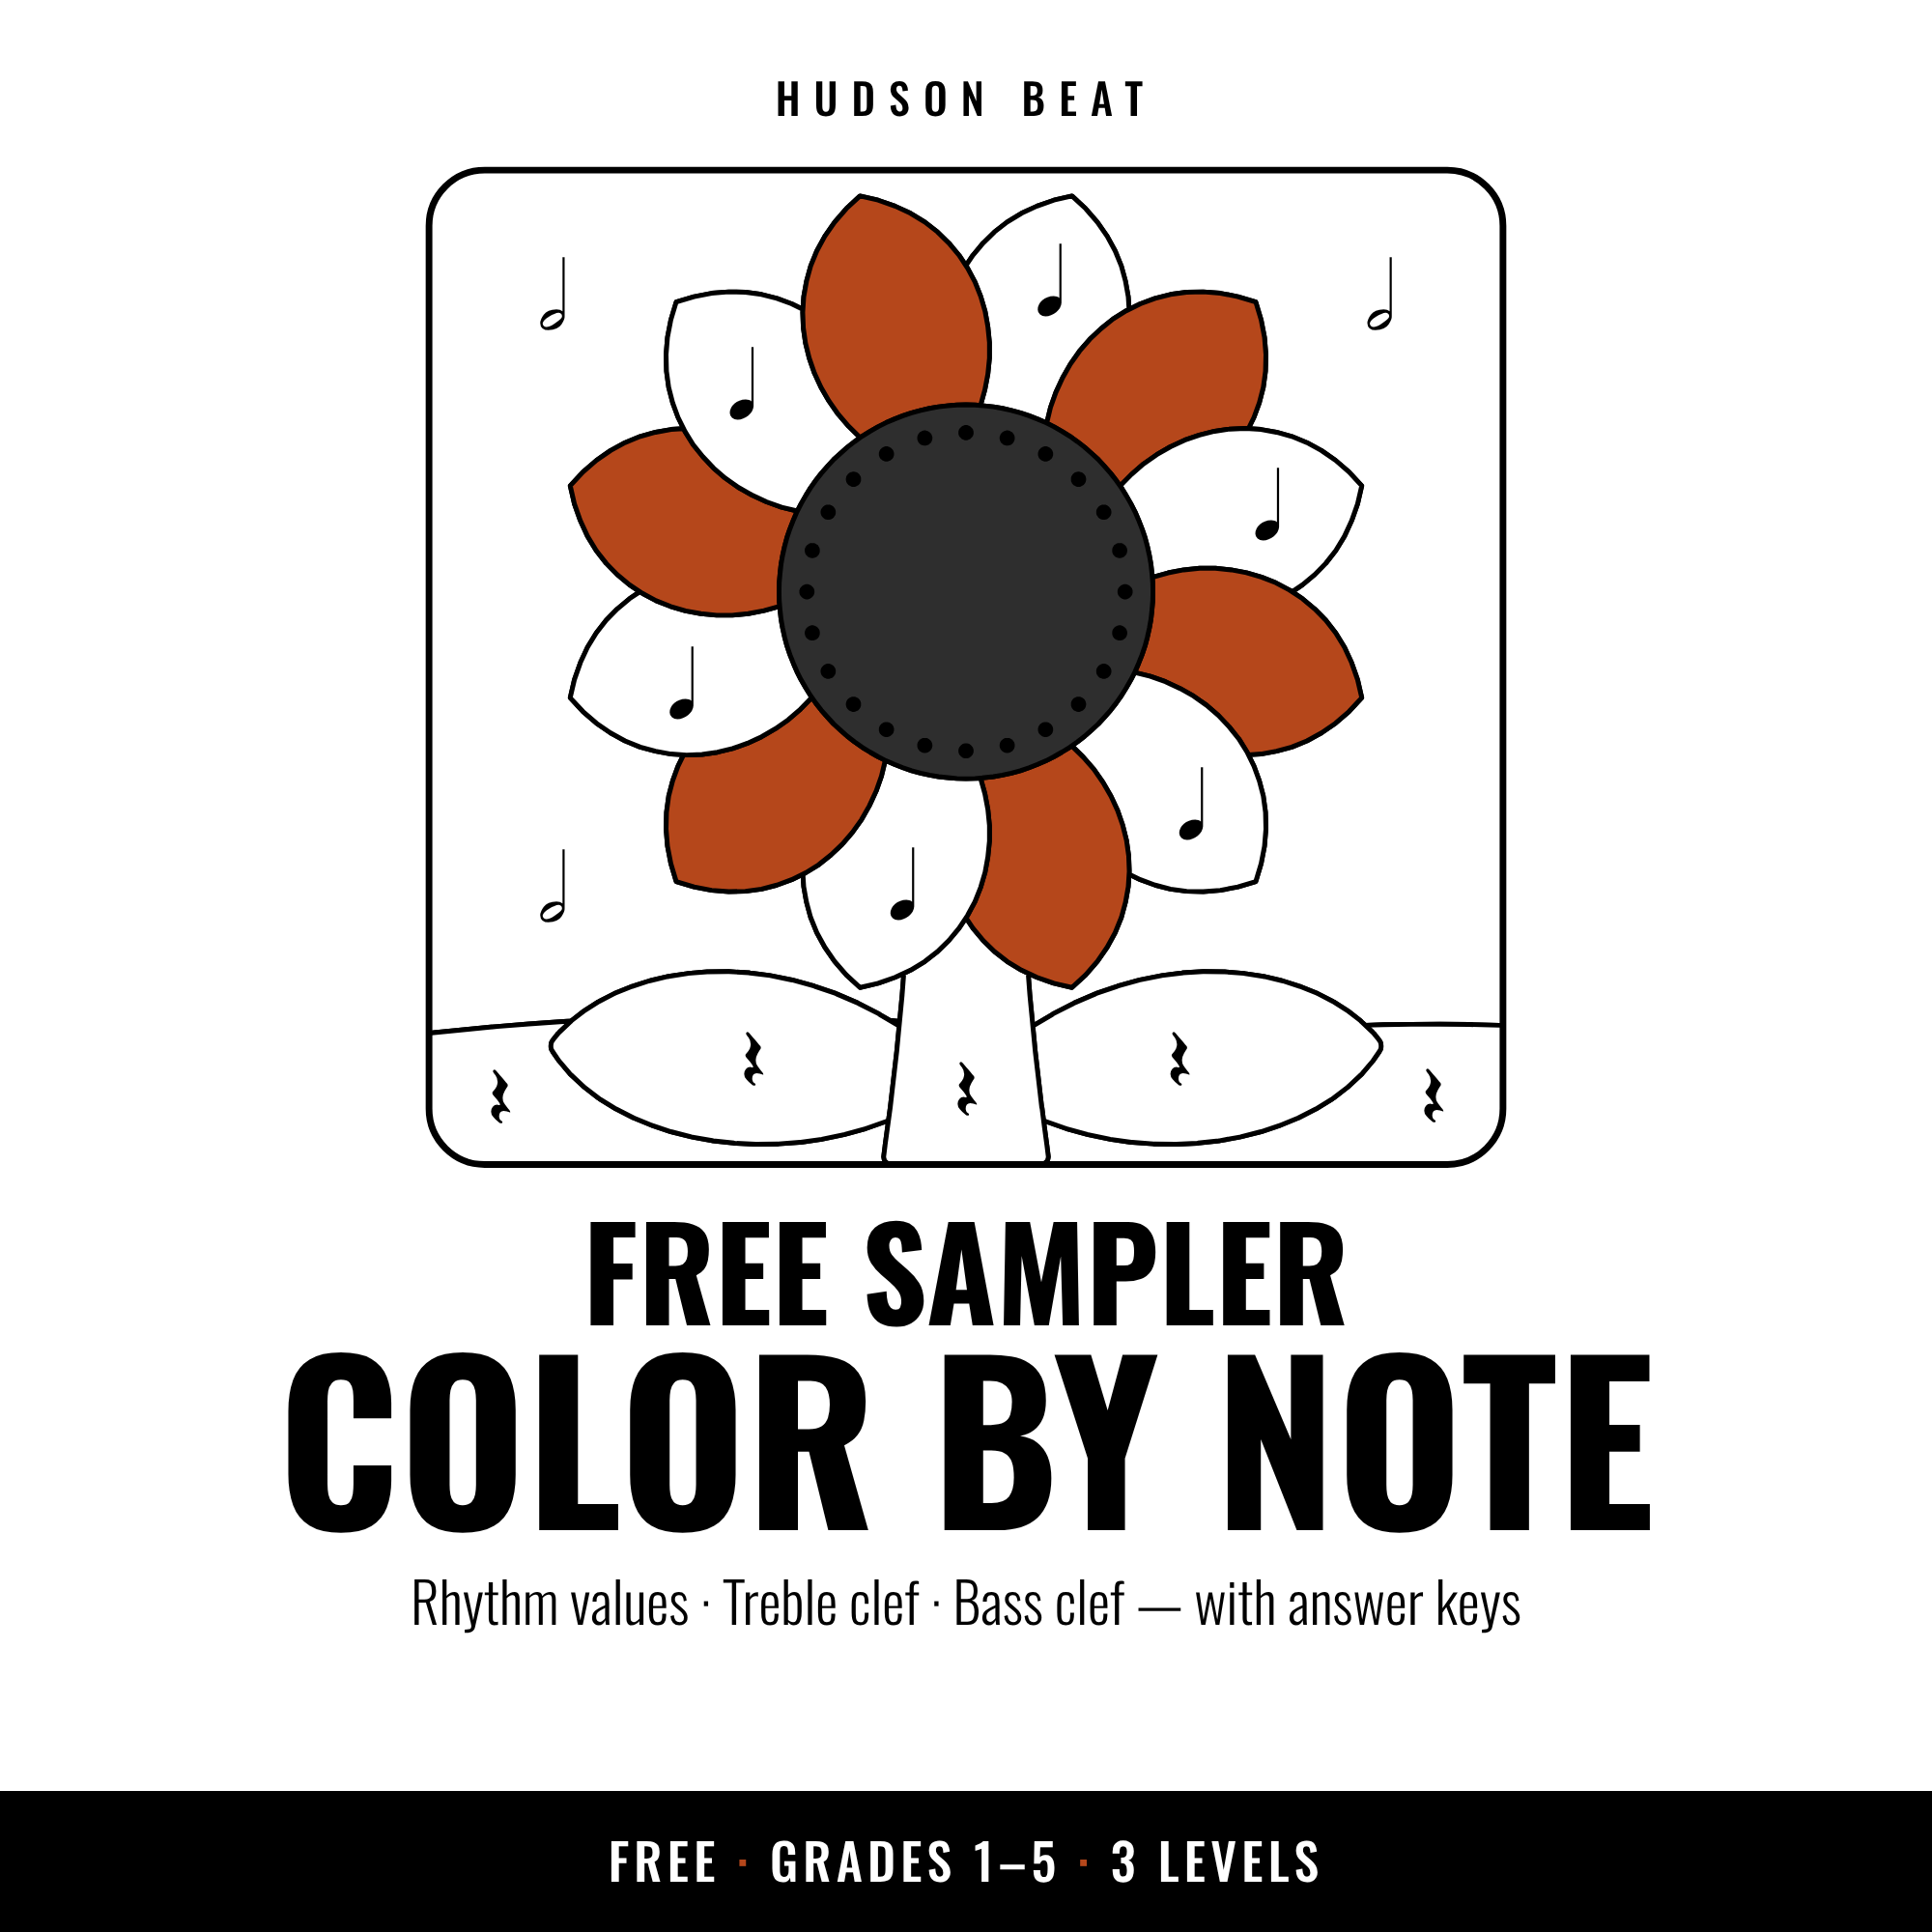 HUDSON BEAT
FREE SAMPLER
COLOR BY NOTE
Rhythm values · Treble clef · Bass clef — with answer keys
FREE · GRADES 1–5 · 3 LEVELS